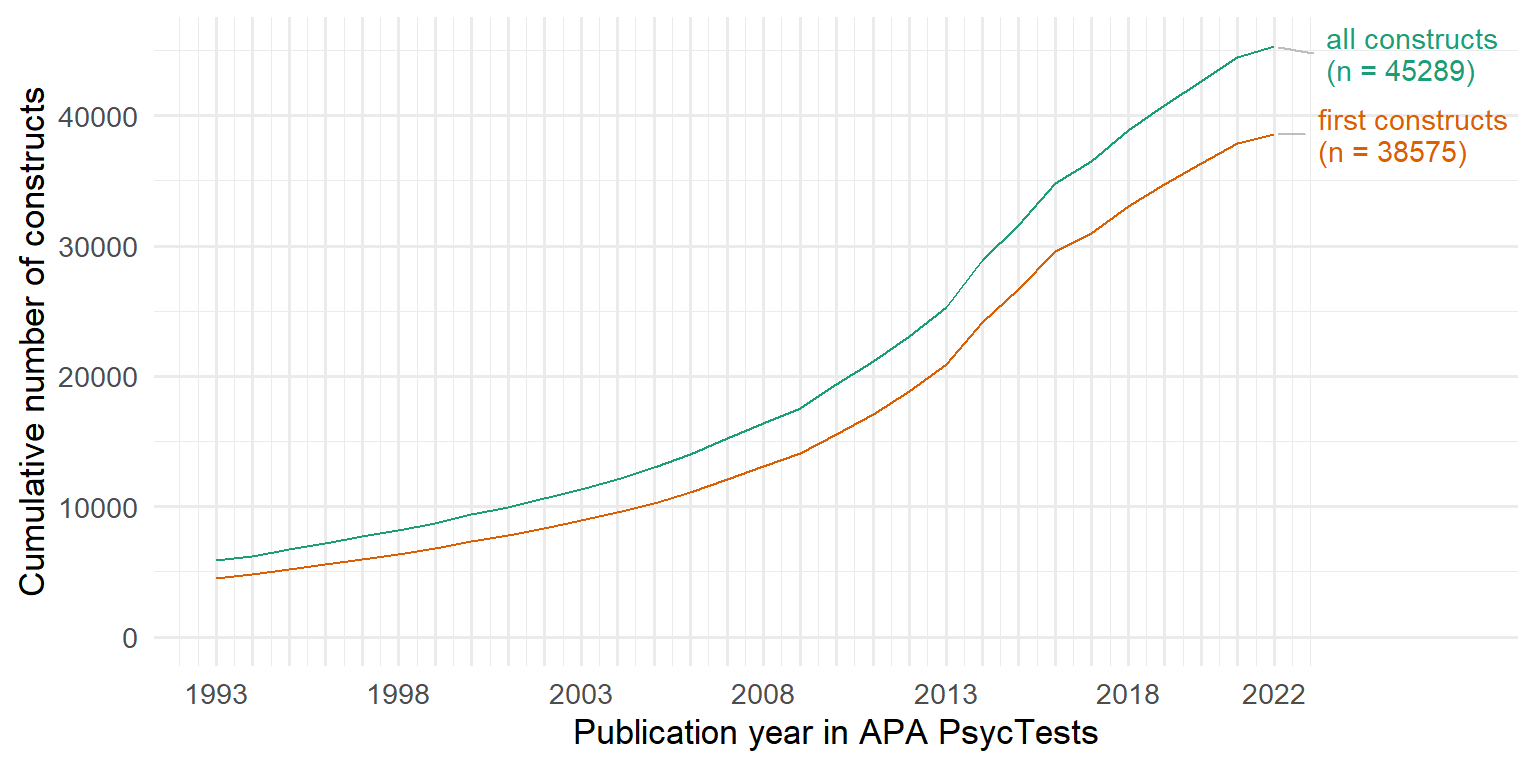 all constructs
(n = 45289)
first constructs
(n = 38575)
Cumulative number of constructs
40000
30000
20000
10000
0
1993 1998 2003 2008 2013 2018 2022
Publication year in APA PsycTests